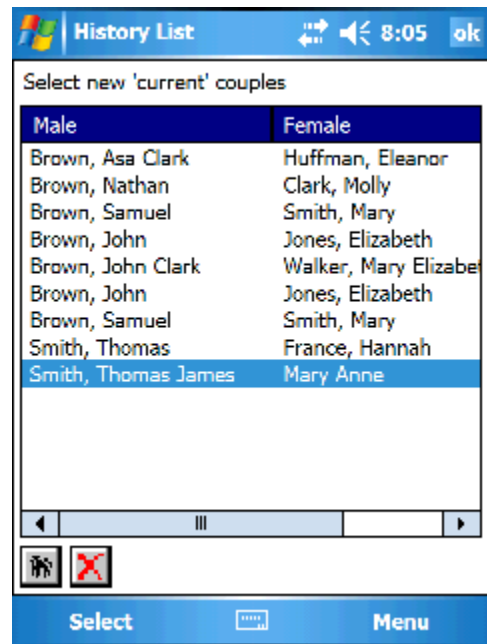 History List 8:05 ok
Select new 'current' couples
Male Female
Brown, Asa Clark Huffman, Eleanor
Brown, Nathan Clark, Molly
Brown, Samuel Smith, Mary
Brown, John Jones, Elizabeth
Brown, John Clark Walker, Mary Elizabet
Brown, John Jones, Elizabeth
Brown, Samuel Smith, Mary
Smith, Thomas France, Hannah
Smith, Thomas James Mary Anne
Select Menu